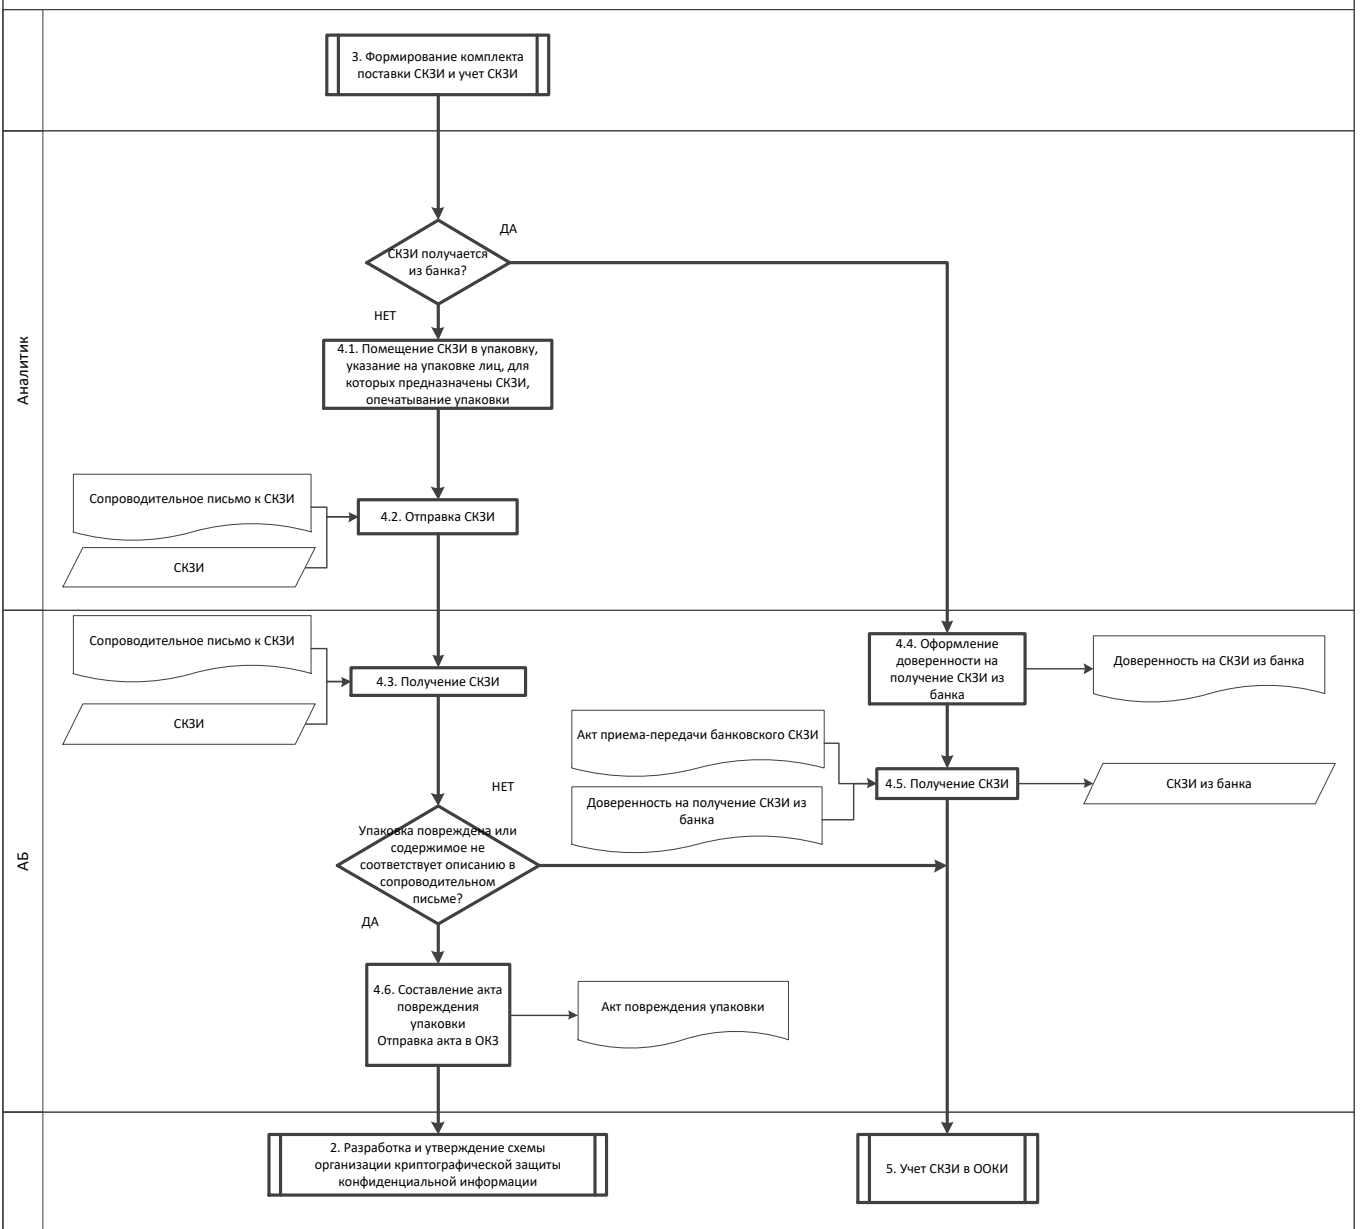 3. Формирование комплекта
поставки СКЗИ и учет СКЗИ
Аналитик
СКЗИ получается
из банка?
ДА
НЕТ
4.1. Помещение СКЗИ в упаковку,
указание на упаковке лиц, для
которых предназначены СКЗИ,
опечатывание упаковки
Сопроводительное письмо к СКЗИ
СКЗИ
4.2. Отправка СКЗИ
АБ
Сопроводительное письмо к СКЗИ
СКЗИ
4.3. Получение СКЗИ
4.4. Оформление
доверенности на
получение СКЗИ из
банка
Доверенность на СКЗИ из банка
Акт приема-передачи банковского СКЗИ
Доверенность на получение СКЗИ из
банка
4.5. Получение СКЗИ
СКЗИ из банка
НЕТ
Упаковка повреждена или
содержимое не
соответствует описанию в
сопроводительном
письме?
ДА
4.6. Составление акта
повреждения
упаковки
Отправка акта в ОКЗ
Акт повреждения упаковки
2. Разработка и утверждение схемы
организации криптографической защиты
конфиденциальной информации
5. Учет СКЗИ в ООКИ